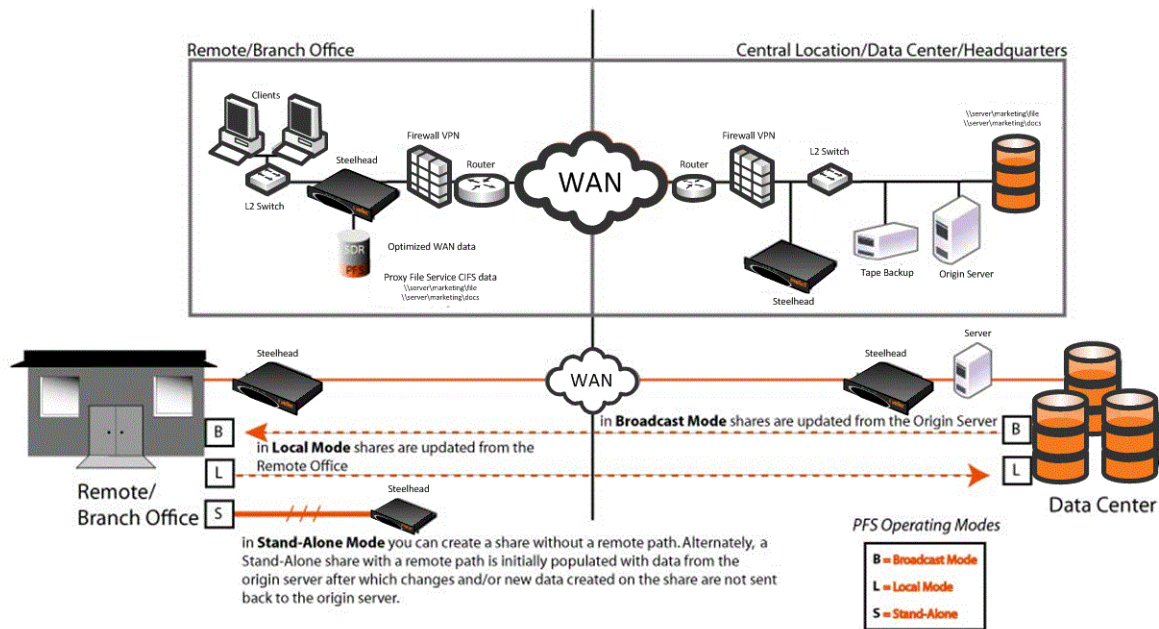 Remote/Branch Office
Central Location/Data Center/Headquarters
Clients
L2 Switch
Steelhead
Firewall VPN
Router
SDR
PFS
Optimized WAN data
Proxy File Service CIFS data
\\server\marketing\file
\\server\marketing\docs
WAN
Router
Firewall VPN
L2 Switch
\\server\marketing\file
\\server\marketing\docs
Steelhead
Tape Backup
Origin Server
Steelhead
WAN
Steelhead
Server
B
in Broadcast Mode shares are updated from the Origin Server
B
in Local Mode shares are updated from the
Remote Office
L
L
Remote/
Branch Office
S
Steelhead
Data Center
in Stand-Alone Mode you can create a share without a remote path. Alternately, a
Stand-Alone share with a remote path is initially populated with data from the
origin server after which changes and/or new data created on the share are not sent
back to the origin server.
PFS Operating Modes
B = Broadcast Mode
L = Local Mode
S = Stand-Alone